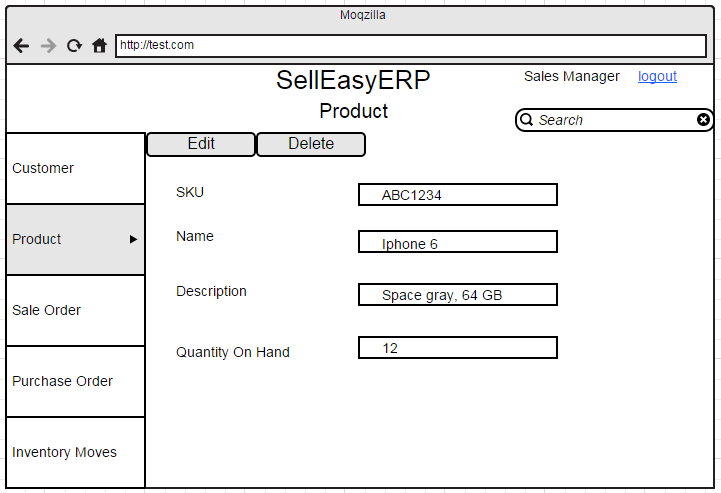 Moqzilla
http://test.com
SellEasyERP
Sales Manager logout
Product
Search
Edit Delete
Customer
Product
Sale Order
Purchase Order
Inventory Moves
SKU ABC1234
Name Iphone 6
Description Space gray, 64 GB
Quantity On Hand 12